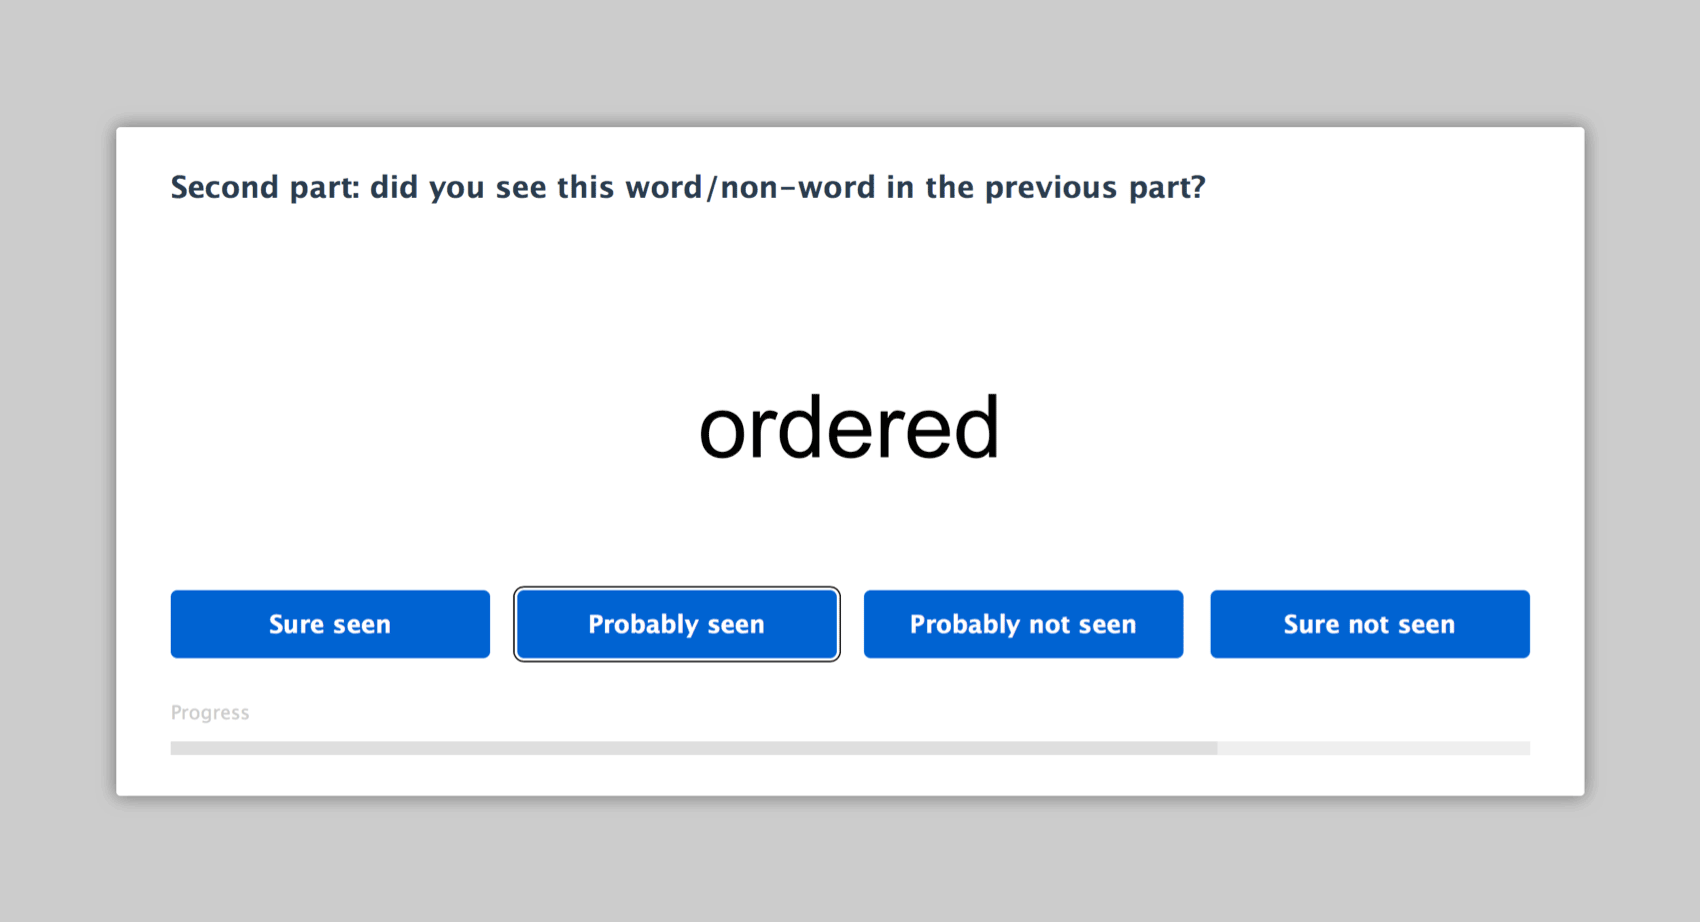 Second part: did you see this word/non-word in the previous part?
ordered
Sure seen
Probably seen
Probably not seen
Sure not seen
Progress